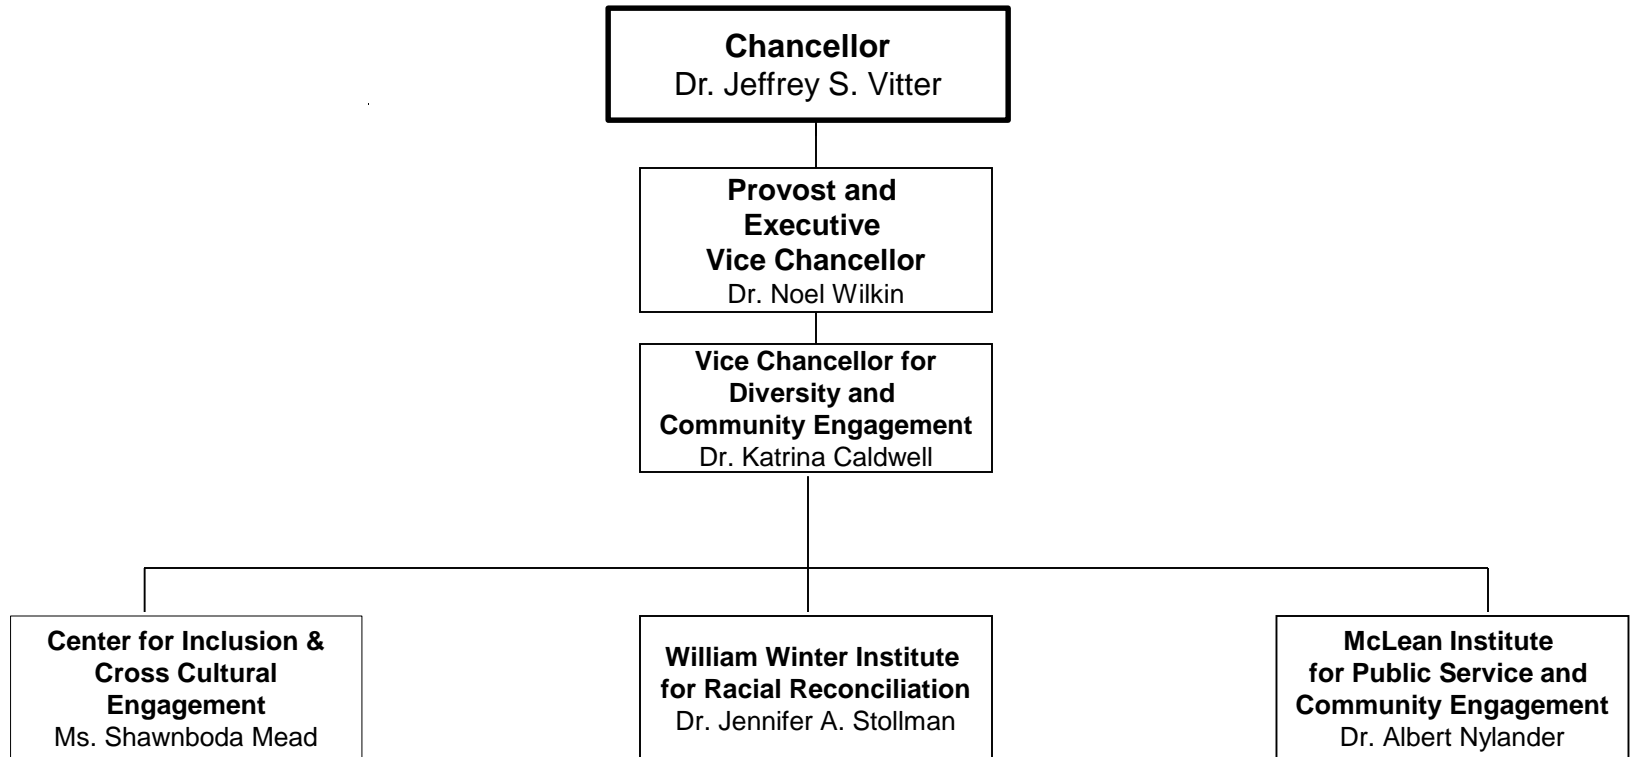 Chancellor
Dr. Jeffrey S. Vitter
Provost and
Executive
Vice Chancellor
Dr. Noel Wilkin
Vice Chancellor for
Diversity and
Community Engagement
Dr. Katrina Caldwell
Center for Inclusion &
Cross Cultural
Engagement
Ms. Shawnboda Mead
William Winter Institute
for Racial Reconciliation
Dr. Jennifer A. Stollman
McLean Institute
for Public Service and
Community Engagement
Dr. Albert Nylander